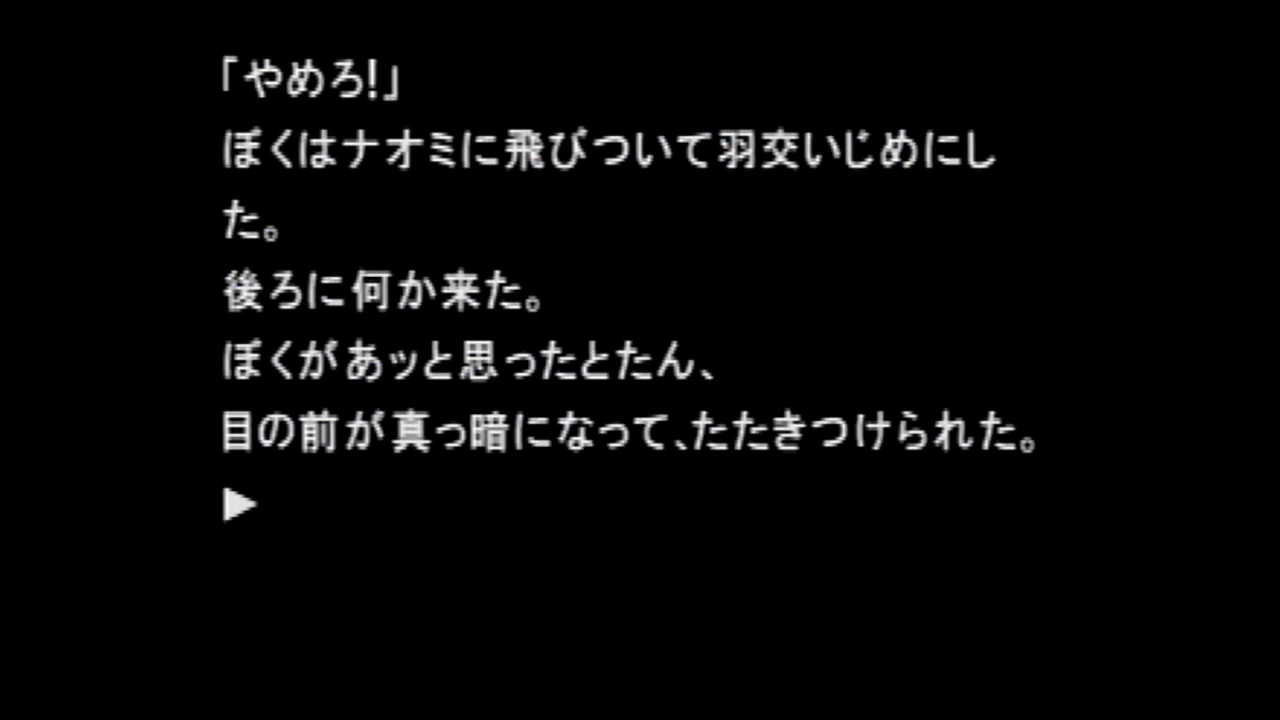 「やめろ!」
ぼくはナオミに飛びついて羽交いじめにし
た。
後ろに何か来た。
ぼくがあッと思ったとたん、
目の前が真っ暗になって、たたきつけられた。
▶